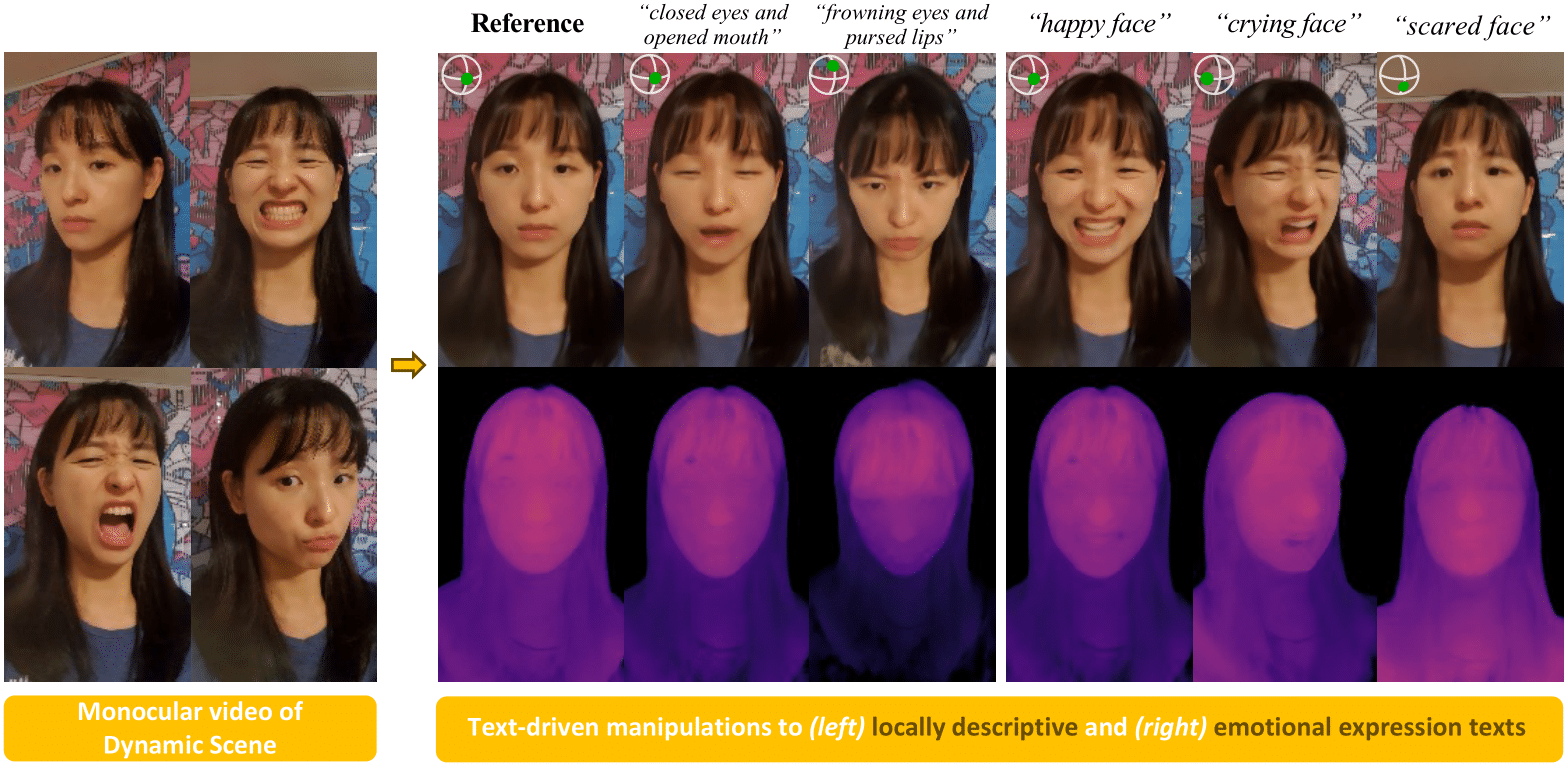 Reference
“closed eyes and
opened mouth”
“frowning eyes and
pursed lips”
“happy face”
“crying face”
“scared face”
Monocular video of
Dynamic Scene
Text-driven manipulations to (left) locally descriptive and (right) emotional expression texts